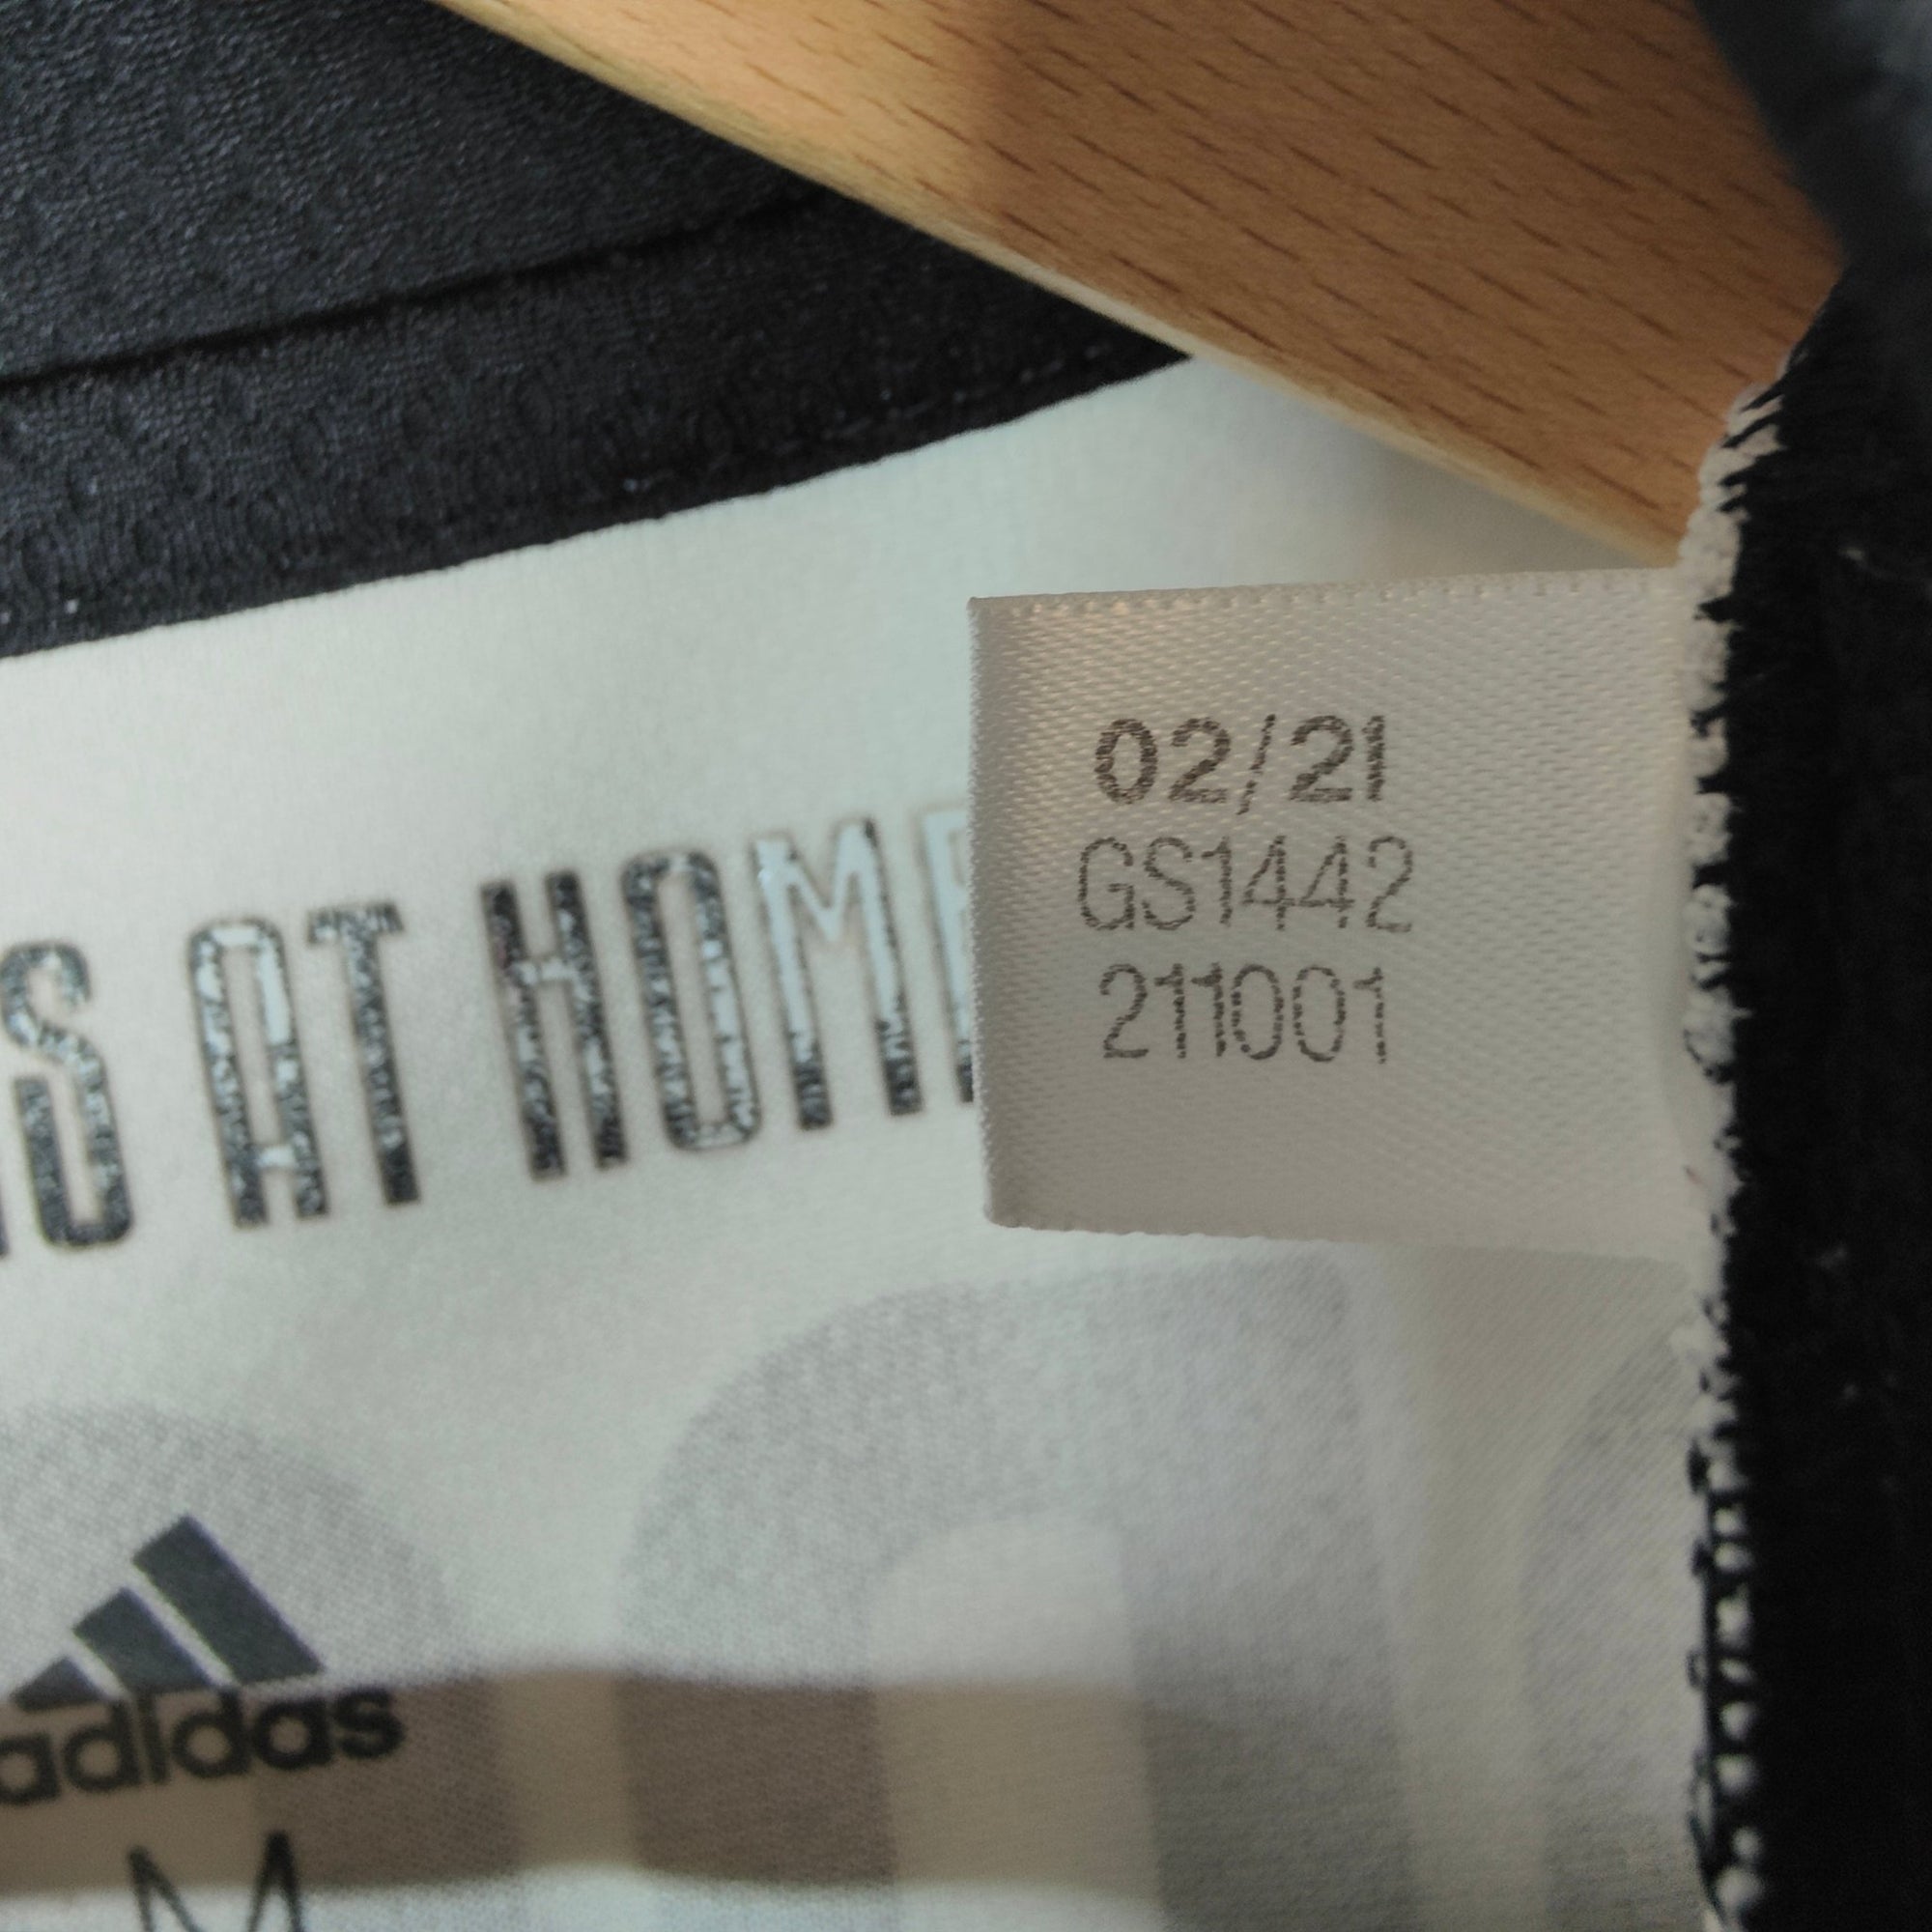 02/21
GS1442
211001
S AT HOM
adidas
M